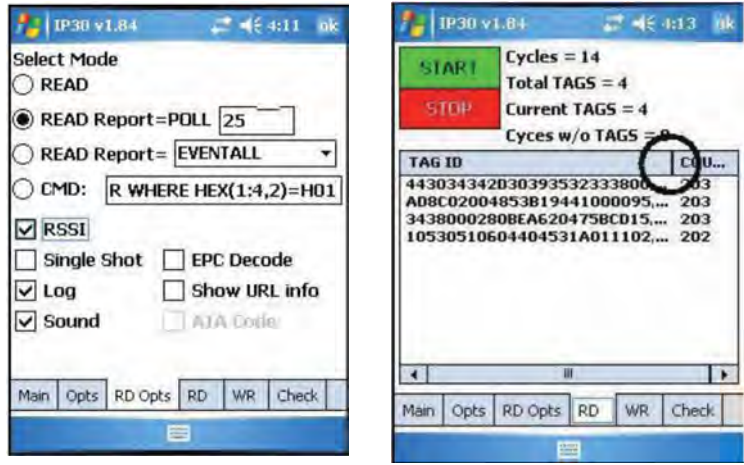 IP30 v1.84 4:11 ok
Select Mode
READ
READ Report=POLL 25
READ Report= EVENTALL
CMD: R WHERE HEX(1:4,2)=H01
RSSI
Single Shot EPC Decode
Log Show URL info
Sound AIA Code
Main Opts RD Opts RD WR Check
IP30 v1.84 4:13 ok
START Cycles = 14
Total TAGS = 4
STOP Current TAGS = 4
Cyces w/o TAGS =
TAG ID COU...
203
AD8C02004853B19441000095,... 203
3438000280BEA620475BCD15,... 203
10530510604404531A011102,... 202
Main Opts RD Opts RD WR Check